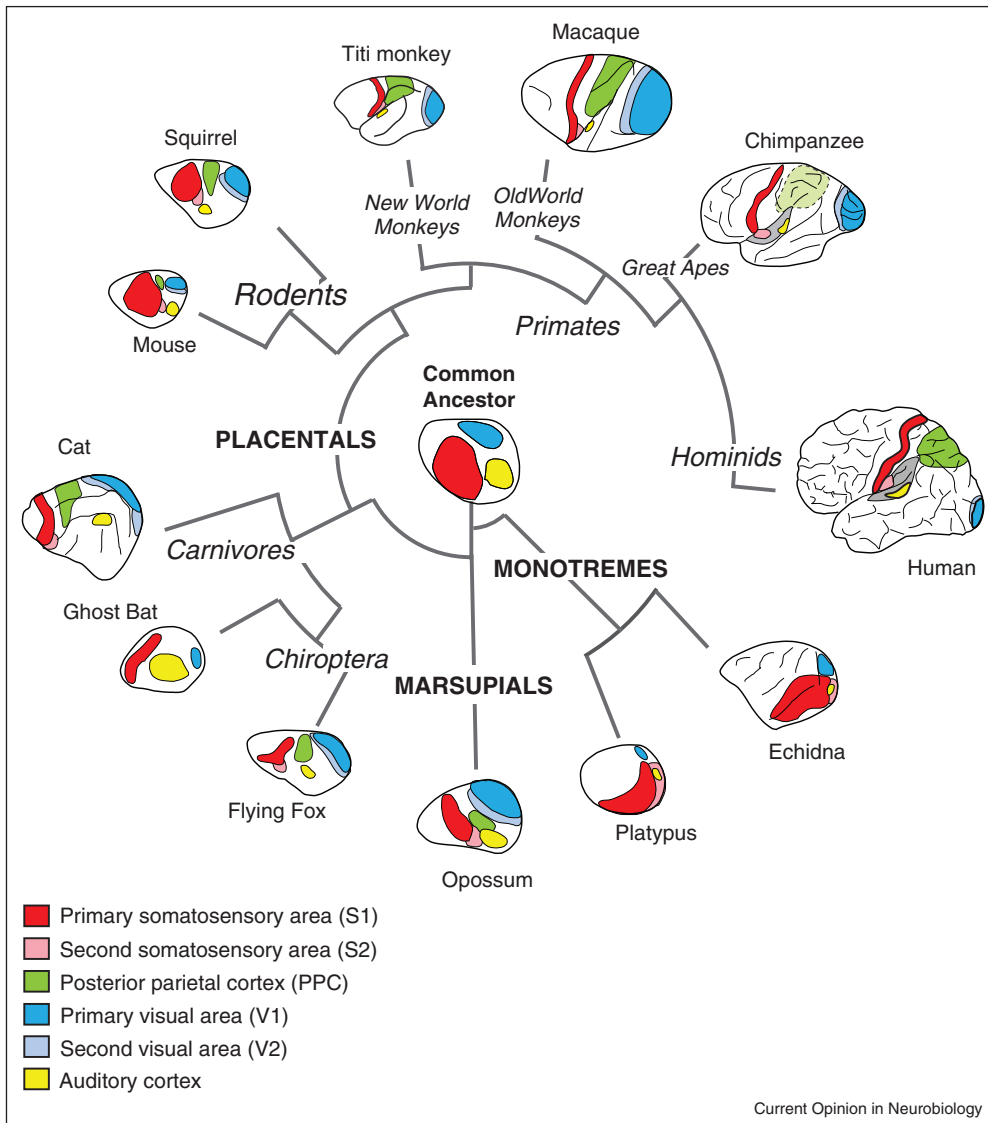 Macaque
Titi monkey
Chimpanzee
Squirrel
New World
Monkeys
OldWorld
Monkeys
Great Apes
Rodents
Primates
Mouse
Common
Ancestor
PLACENTALS
Cat
Hominids
Carnivores
MONOTREMES
Human
Ghost Bat
Chiroptera
MARSUPIALS
Echidna
Flying Fox
Platypus
Opossum
Primary somatosensory area (S1)
Second somatosensory area (S2)
Posterior parietal cortex (PPC)
Primary visual area (V1)
Second visual area (V2)
Auditory cortex
Current Opinion in Neurobiology